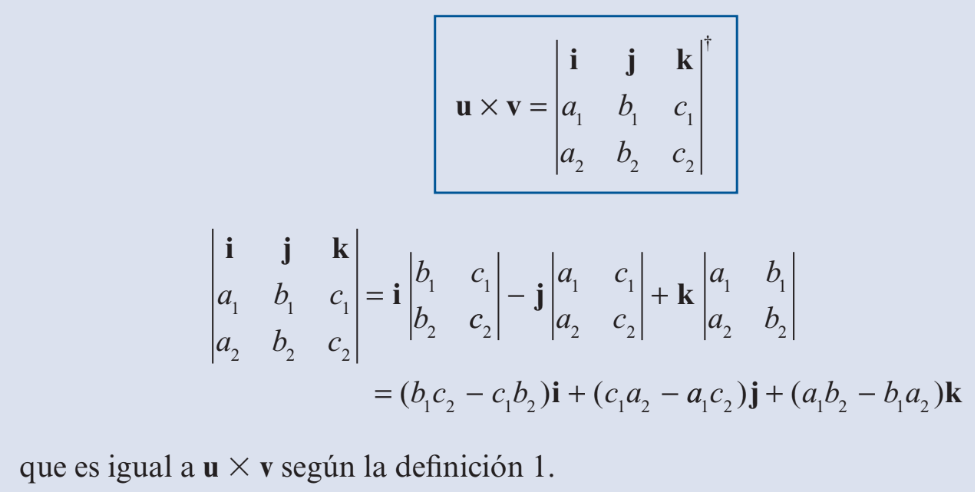 u × v = | i j k |†
| a₁ b₁ c₁ |
| a₂ b₂ c₂ |
| i j k |
| a₁ b₁ c₁ | = i | b₁ c₁ | − j | a₁ c₁ | + k | a₁ b₁ |
| a₂ b₂ c₂ | | b₂ c₂ | | a₂ c₂ | | a₂ b₂ |
= (b₁c₂ − c₁b₂)i + (c₁a₂ − a₁c₂)j + (a₁b₂ − b₁a₂)k
que es igual a u × v según la definición 1.